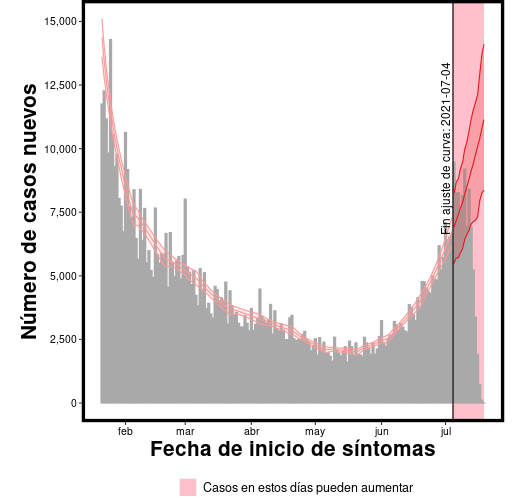 Número de casos nuevos
15,000
12,500
10,000
7,500
5,000
2,500
0
Fin ajuste de curva: 2021-07-04
feb mar abr may jun jul
Fecha de inicio de síntomas
Casos en estos días pueden aumentar